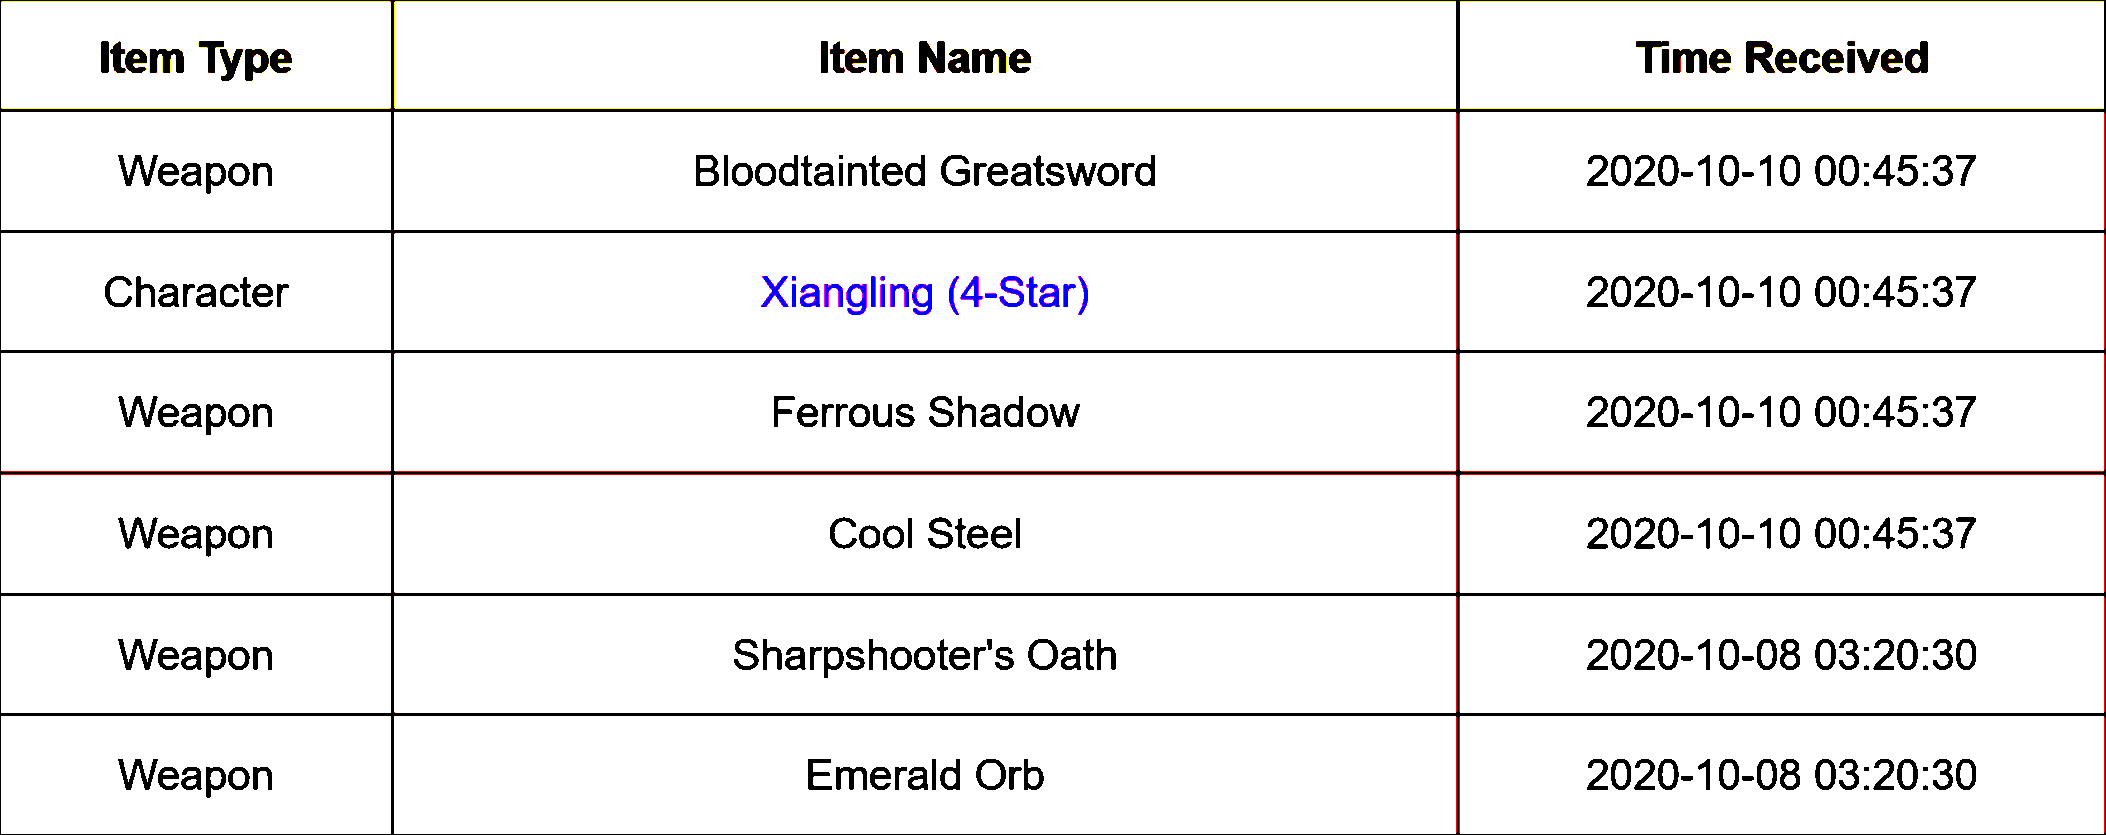 Item Type Item Name Time Received
Weapon Bloodtainted Greatsword 2020-10-10 00:45:37
Character Xiangling (4-Star) 2020-10-10 00:45:37
Weapon Ferrous Shadow 2020-10-10 00:45:37
Weapon Cool Steel 2020-10-10 00:45:37
Weapon Sharpshooter's Oath 2020-10-08 03:20:30
Weapon Emerald Orb 2020-10-08 03:20:30